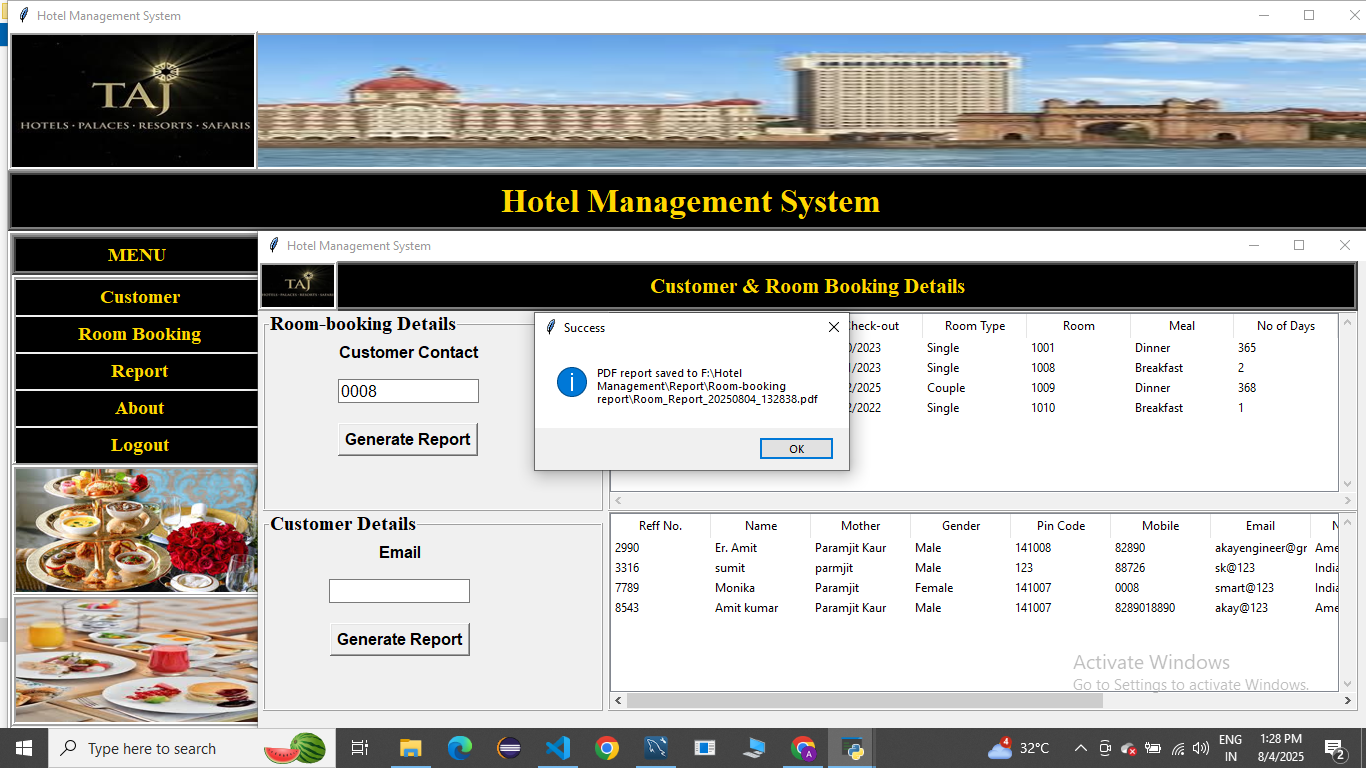 Hotel Management System
TAJ
HOTELS · PALACES · RESORTS · SAFARIS
Hotel Management System
MENU
Customer
Room Booking
Report
About
Logout
Hotel Management System
TAJ
Customer & Room Booking Details
Room-booking Details
Customer Contact
0008
Generate Report
Customer Details
Email
Generate Report
Success
PDF report saved to F:\Hotel
Management\Report\Room-booking
report\Room_Report_20250804_132838.pdf
OK
heck-out Room Type Room Meal No of Days
0/2023 Single 1001 Dinner 365
1/2023 Single 1008 Breakfast 2
2/2025 Couple 1009 Dinner 368
2/2022 Single 1010 Breakfast 1
Reff No. Name Mother Gender Pin Code Mobile Email N
2990 Er. Amit Paramjit Kaur Male 141008 82890 akayengineer@gr Ame
3316 sumit parmjit Male 123 88726 sk@123 India
7789 Monika Paramjit Female 141007 0008 smart@123 India
8543 Amit kumar Paramjit Kaur Male 141007 8289018890 akay@123 Ame
Activate Windows
Go to Settings to activate Windows.
Type here to search
A
4
32°C
ENG
IN
1:28 PM
8/4/2025
2